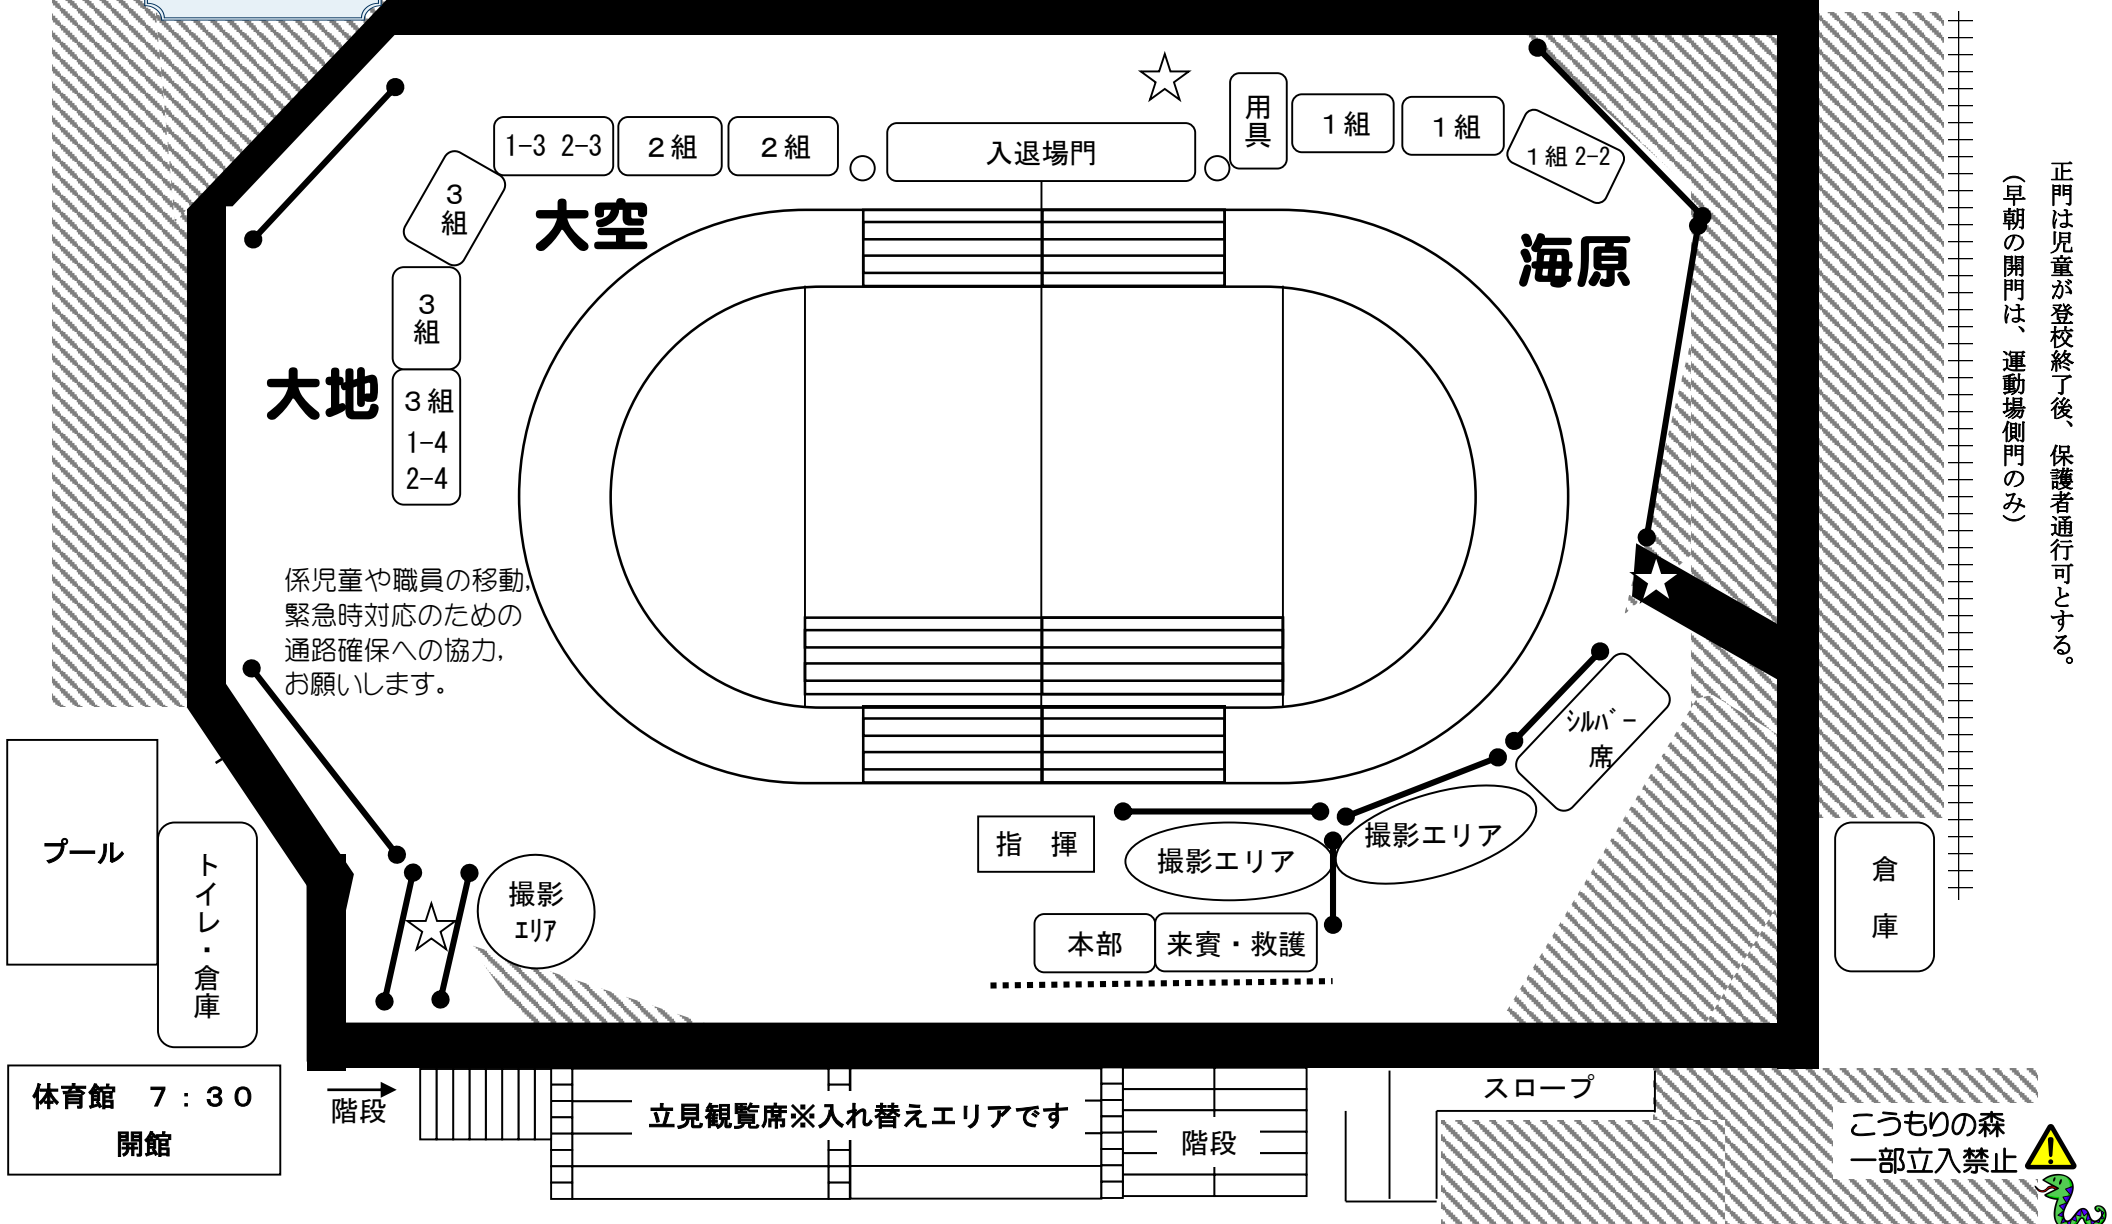 用具
1組
1組
1組 2-2
入退場門
1-3 2-3
2組
2組
3組
3組
3組
1-4
2-4
大空
海原
大地
正門は児童が登校終了後、保護者通行可とする。
(早朝の開門は、運動場側門のみ)
係児童や職員の移動,
緊急時対応のための
通路確保への協力,
お願いします。
シルバー
席
プール
トイレ・倉庫
撮影
エリア
指 揮
撮影エリア
撮影エリア
本部
来賓・救護
倉
庫
体育館 7:30
開館
階段
立見観覧席※入れ替えエリアです
階段
スロープ
こうもりの森
一部立入禁止